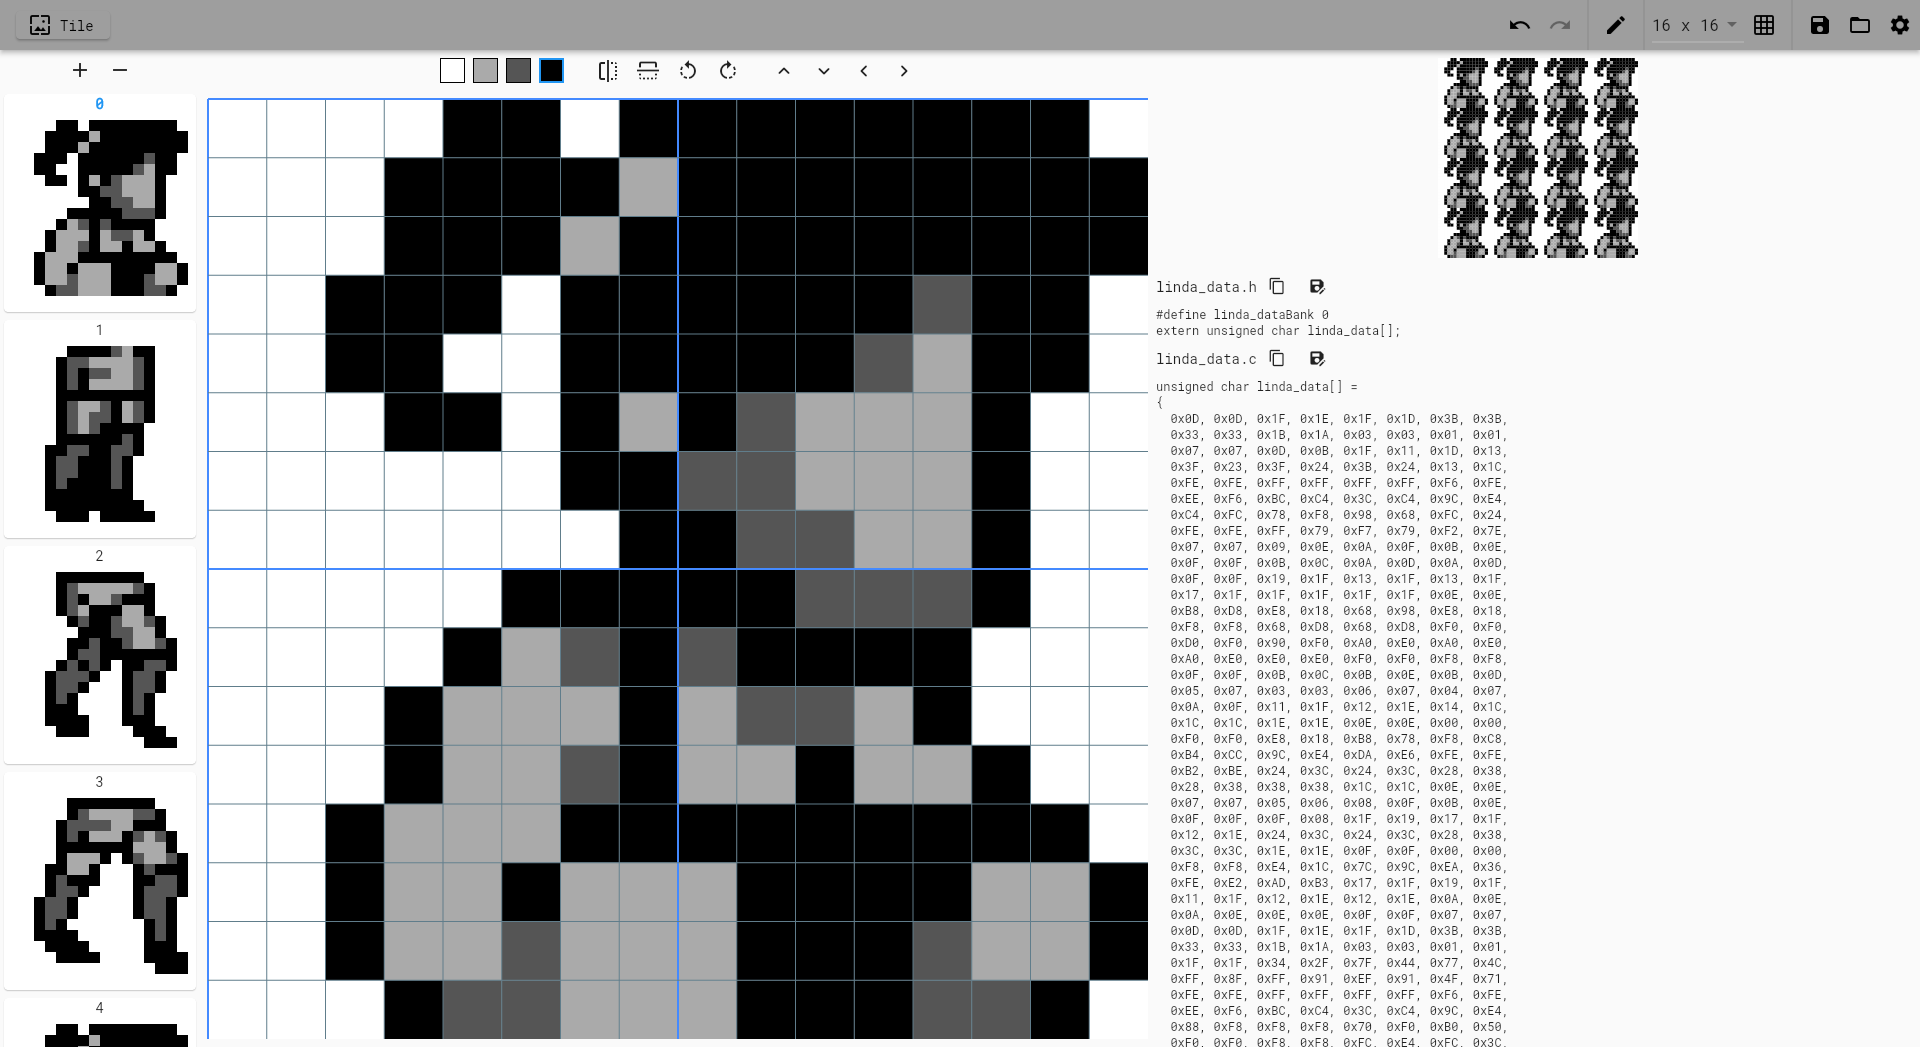 Tile
16 x 16
0
1
2
3
4
linda_data.h
#define linda_dataBank 0
extern unsigned char linda_data[];
linda_data.c
unsigned char linda_data[] =
{
0x0D, 0x0D, 0x1F, 0x1E, 0x1F, 0x1D, 0x3B, 0x3B,
0x33, 0x33, 0x1B, 0x1A, 0x03, 0x03, 0x01, 0x01,
0x07, 0x07, 0x0D, 0x0B, 0x1F, 0x11, 0x1D, 0x13,
0x3F, 0x23, 0x3F, 0x24, 0x3B, 0x24, 0x13, 0x1C,
0xFE, 0xFE, 0xFF, 0xFF, 0xFF, 0xFF, 0xF6, 0xFE,
0xEE, 0xF6, 0xBC, 0xC4, 0x3C, 0xC4, 0x9C, 0xE4,
0xC4, 0xFC, 0x78, 0xF8, 0x98, 0x68, 0xFC, 0x24,
0xFE, 0xFE, 0xFF, 0x79, 0xF7, 0x79, 0xF2, 0x7E,
0x07, 0x07, 0x09, 0x0E, 0x0A, 0x0F, 0x0B, 0x0E,
0x0F, 0x0F, 0x0B, 0x0C, 0x0A, 0x0D, 0x0A, 0x0D,
0x0F, 0x0F, 0x19, 0x1F, 0x13, 0x1F, 0x13, 0x1F,
0x17, 0x1F, 0x1F, 0x1F, 0x1F, 0x1F, 0x0E, 0x0E,
0xB8, 0xD8, 0xE8, 0x18, 0x68, 0x98, 0xE8, 0x18,
0xF8, 0xF8, 0x68, 0xD8, 0x68, 0xD8, 0xF0, 0xF0,
0xD0, 0xF0, 0x90, 0xF0, 0xA0, 0xE0, 0xA0, 0xE0,
0xA0, 0xE0, 0xE0, 0xE0, 0xF0, 0xF0, 0xF8, 0xF8,
0x0F, 0x0F, 0x0B, 0x0C, 0x0B, 0x0E, 0x0B, 0x0D,
0x05, 0x07, 0x03, 0x03, 0x06, 0x07, 0x04, 0x07,
0x0A, 0x0F, 0x11, 0x1F, 0x12, 0x1E, 0x14, 0x1C,
0x1C, 0x1C, 0x1E, 0x1E, 0x0E, 0x0E, 0x00, 0x00,
0xF0, 0xF0, 0xE8, 0x18, 0xB8, 0x78, 0xF8, 0xC8,
0xB4, 0xCC, 0x9C, 0xE4, 0xDA, 0xE6, 0xFE, 0xFE,
0xB2, 0xBE, 0x24, 0x3C, 0x24, 0x3C, 0x28, 0x38,
0x28, 0x38, 0x38, 0x38, 0x1C, 0x1C, 0x0E, 0x0E,
0x07, 0x07, 0x05, 0x06, 0x08, 0x0F, 0x0B, 0x0E,
0x0F, 0x0F, 0x0F, 0x08, 0x1F, 0x19, 0x17, 0x1F,
0x12, 0x1E, 0x24, 0x3C, 0x24, 0x3C, 0x28, 0x38,
0x3C, 0x3C, 0x1E, 0x1E, 0x0F, 0x0F, 0x00, 0x00,
0xF8, 0xF8, 0xE4, 0x1C, 0x7C, 0x9C, 0xEA, 0x36,
0xFE, 0xE2, 0xAD, 0xB3, 0x17, 0x1F, 0x19, 0x1F,
0x11, 0x1F, 0x12, 0x1E, 0x12, 0x1E, 0x0A, 0x0E,
0x0A, 0x0E, 0x0E, 0x0E, 0x0F, 0x0F, 0x07, 0x07,
0x0D, 0x0D, 0x1F, 0x1E, 0x1F, 0x1D, 0x3B, 0x3B,
0x33, 0x33, 0x1B, 0x1A, 0x03, 0x03, 0x01, 0x01,
0x1F, 0x1F, 0x34, 0x2F, 0x7F, 0x44, 0x77, 0x4C,
0xFF, 0x8F, 0xFF, 0x91, 0xEF, 0x91, 0x4F, 0x71,
0xFE, 0xFE, 0xFF, 0xFF, 0xFF, 0xFF, 0xF6, 0xFE,
0xEE, 0xF6, 0xBC, 0xC4, 0x3C, 0xC4, 0x9C, 0xE4,
0x88, 0xF8, 0xF8, 0xF8, 0x70, 0xF0, 0xB0, 0x50,
0xF0, 0xF0, 0xF8, 0xF8, 0xFC, 0xE4, 0xFC, 0x3C,